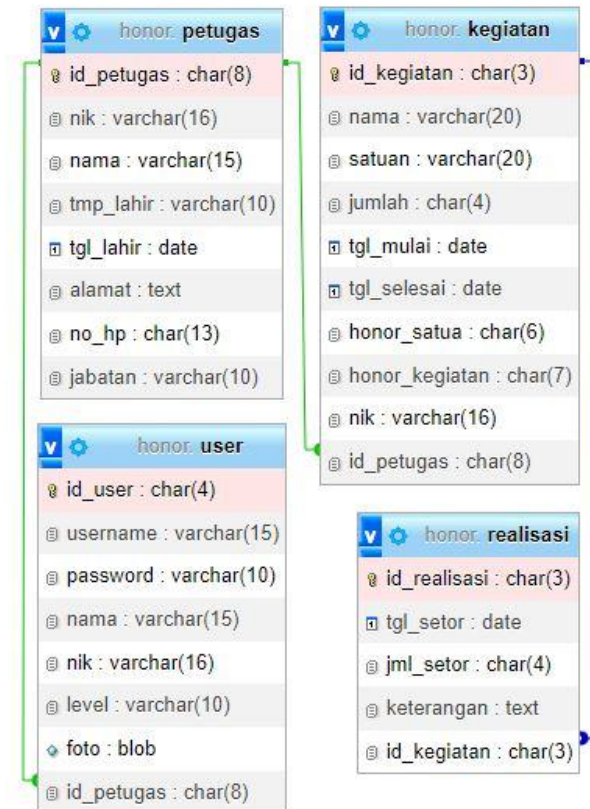 honor. petugas
id_petugas : char(8)
nik : varchar(16)
nama : varchar(15)
tmp_lahir : varchar(10)
tgl_lahir : date
alamat : text
no_hp : char(13)
jabatan : varchar(10)
honor. kegiatan
id_kegiatan : char(3)
nama : varchar(20)
satuan : varchar(20)
jumlah : char(4)
tgl_mulai : date
tgl_selesai : date
honor_satua : char(6)
honor_kegiatan : char(7)
nik : varchar(16)
id_petugas : char(8)
honor. user
id_user : char(4)
username : varchar(15)
password : varchar(10)
nama : varchar(15)
nik : varchar(16)
level : varchar(10)
foto : blob
id_petugas : char(8)
honor. realisasi
id_realisasi : char(3)
tgl_setor : date
jml_setor : char(4)
keterangan : text
id_kegiatan : char(3)